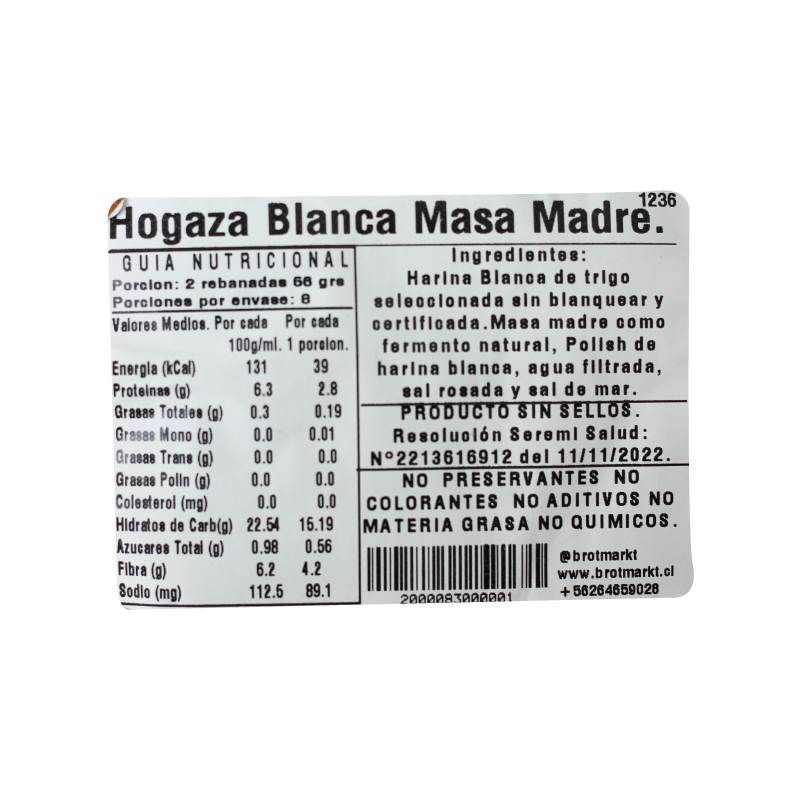 1236
Hogaza Blanca Masa Madre.
GUIA NUTRICIONAL
Porcion: 2 rebanadas 56 grs
Porciones por envase: 8
Valores Medios. Por cada Por cada
100g/ml. 1 porcion.
Energia (kCal) 131 39
Proteinas (g) 6.3 2.8
Grasas Totales (g) 0.3 0.19
Grasas Mono (g) 0.0 0.01
Grasas Trans (g) 0.0 0.0
Grasas Polin (g) 0.0 0.0
Colesterol (mg) 0.0 0.0
Hidratos de Carb(g) 22.54 15.19
Azucares Total (g) 0.98 0.56
Fibra (g) 6.2 4.2
Sodio (mg) 112.5 89.1
Ingredientes:
Harina Blanca de trigo
seleccionada sin blanquear y
certificada.Masa madre como
fermento natural, Polish de
harina blanca, agua filtrada,
sal rosada y sal de mar.
PRODUCTO SIN SELLOS.
Resolución Seremi Salud:
N°2213616912 del 11/11/2022.
NO PRESERVANTES NO
COLORANTES NO ADITIVOS NO
MATERIA GRASA NO QUIMICOS.
2000083000001
@brotmarkt
www.brotmarkt.cl
+56264659028